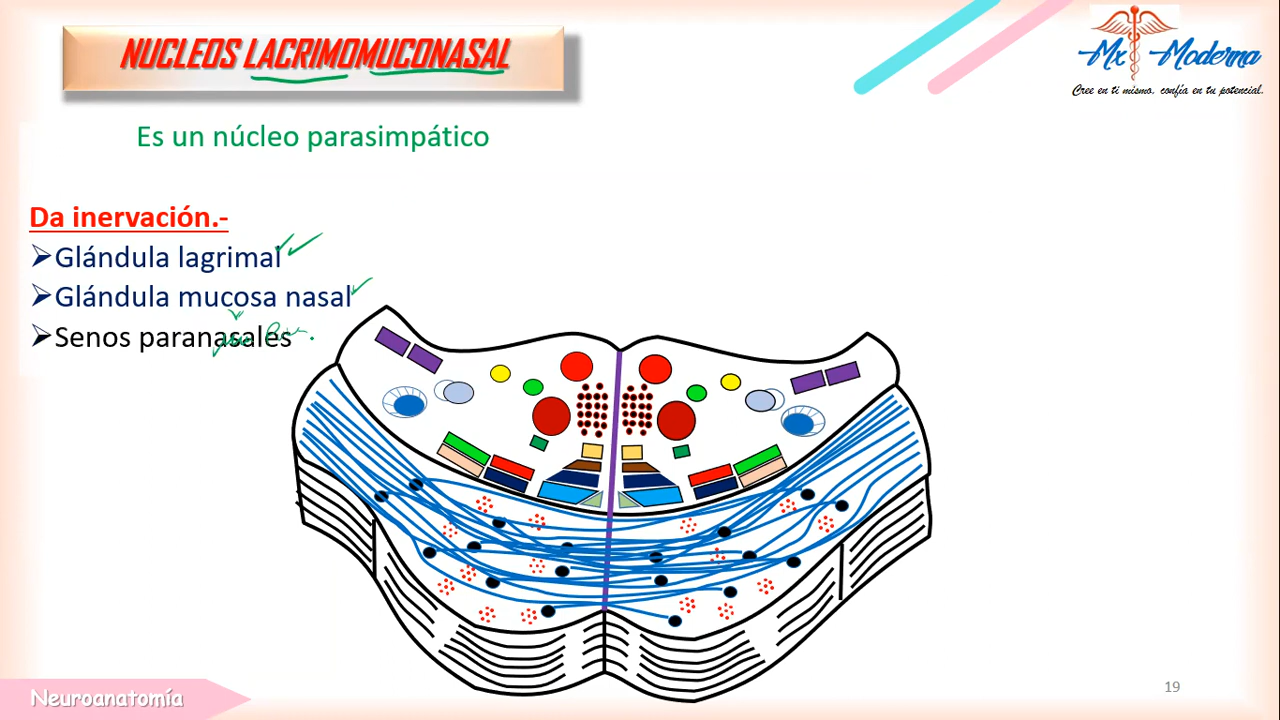 NUCLEOS LACRIMOMUCONASAL
Mx Moderna
Cree en ti mismo, confía en tu potencial.
Es un núcleo parasimpático
Da inervación.-
Glándula lagrimal
Glándula mucosa nasal
Senos paranasales
Neuroanatomía
19